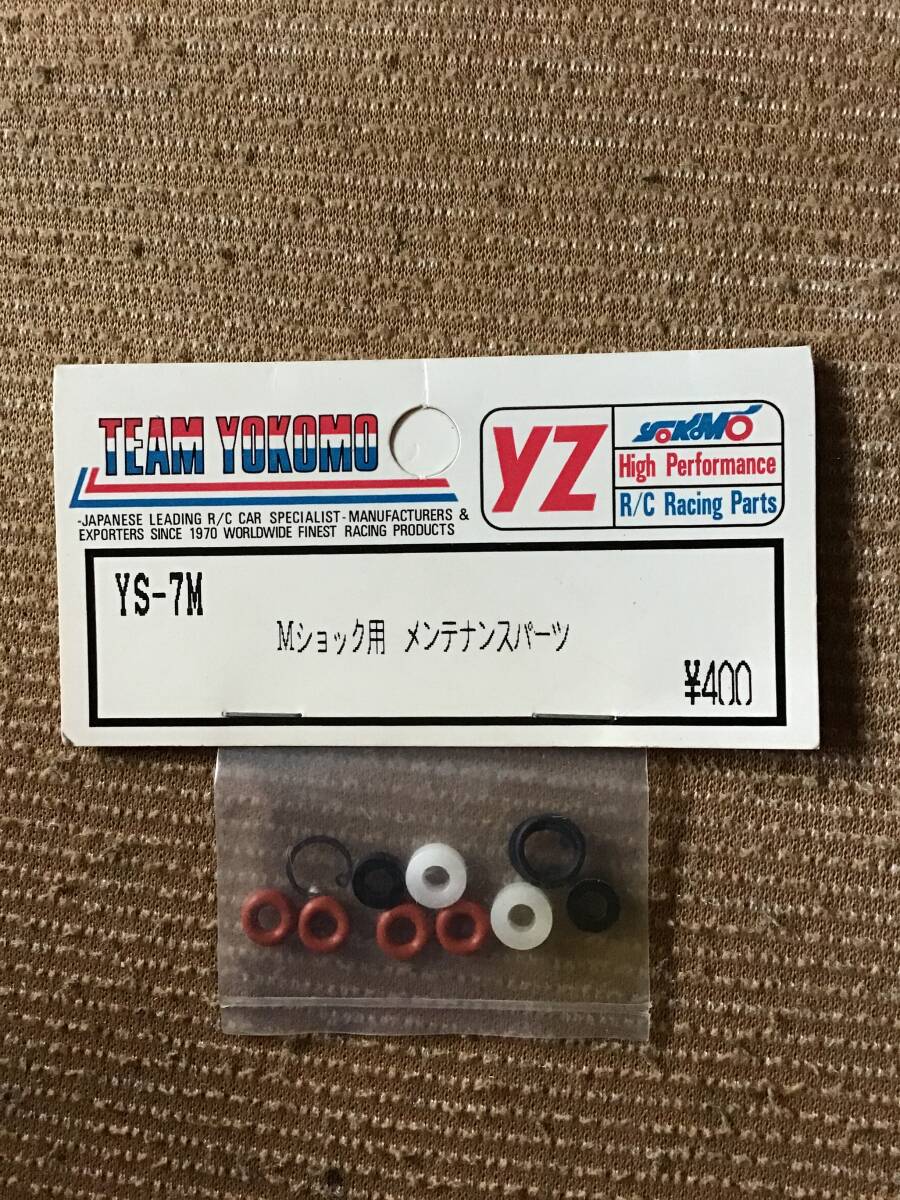 TEAM YOKOMO
-JAPANESE LEADING R/C CAR SPECIALIST-MANUFACTURERS &
EXPORTERS SINCE 1970 WORLDWIDE FINEST RACING PRODUCTS
YZ
YOKOMO
High Performance
R/C Racing Parts
YS-7M
Mショック用 メンテナンスパーツ
¥400